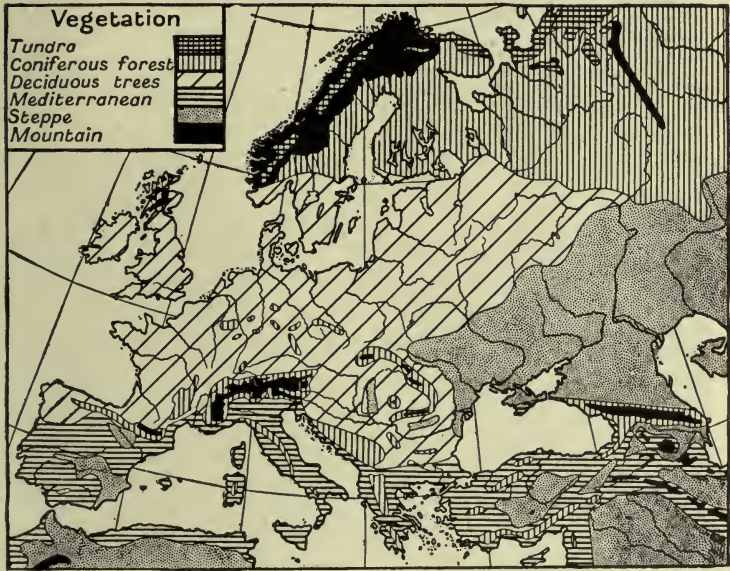 Vegetation
Tundra
Coniferous forest
Deciduous trees
Mediterranean
Steppe
Mountain